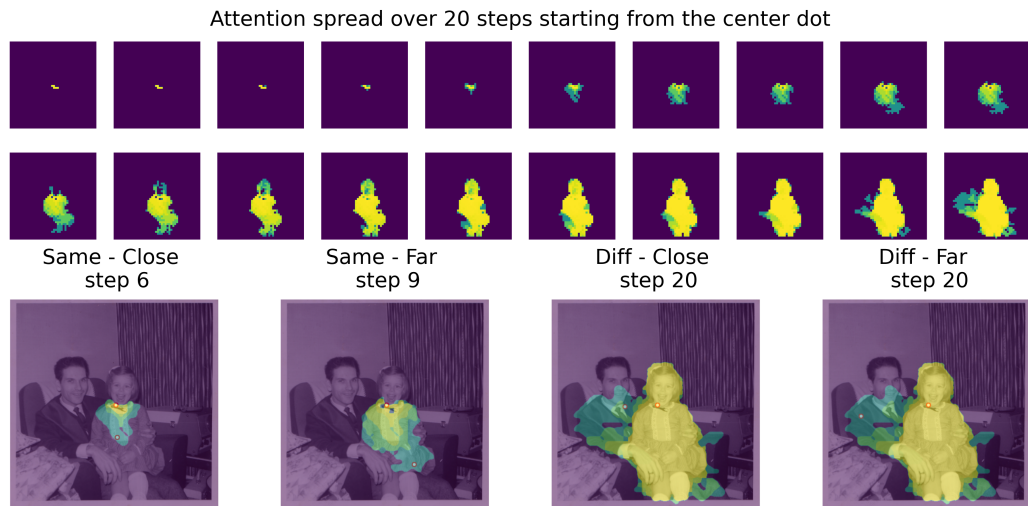 Attention spread over 20 steps starting from the center dot
Same - Close
step 6
Same - Far
step 9
Diff - Close
step 20
Diff - Far
step 20